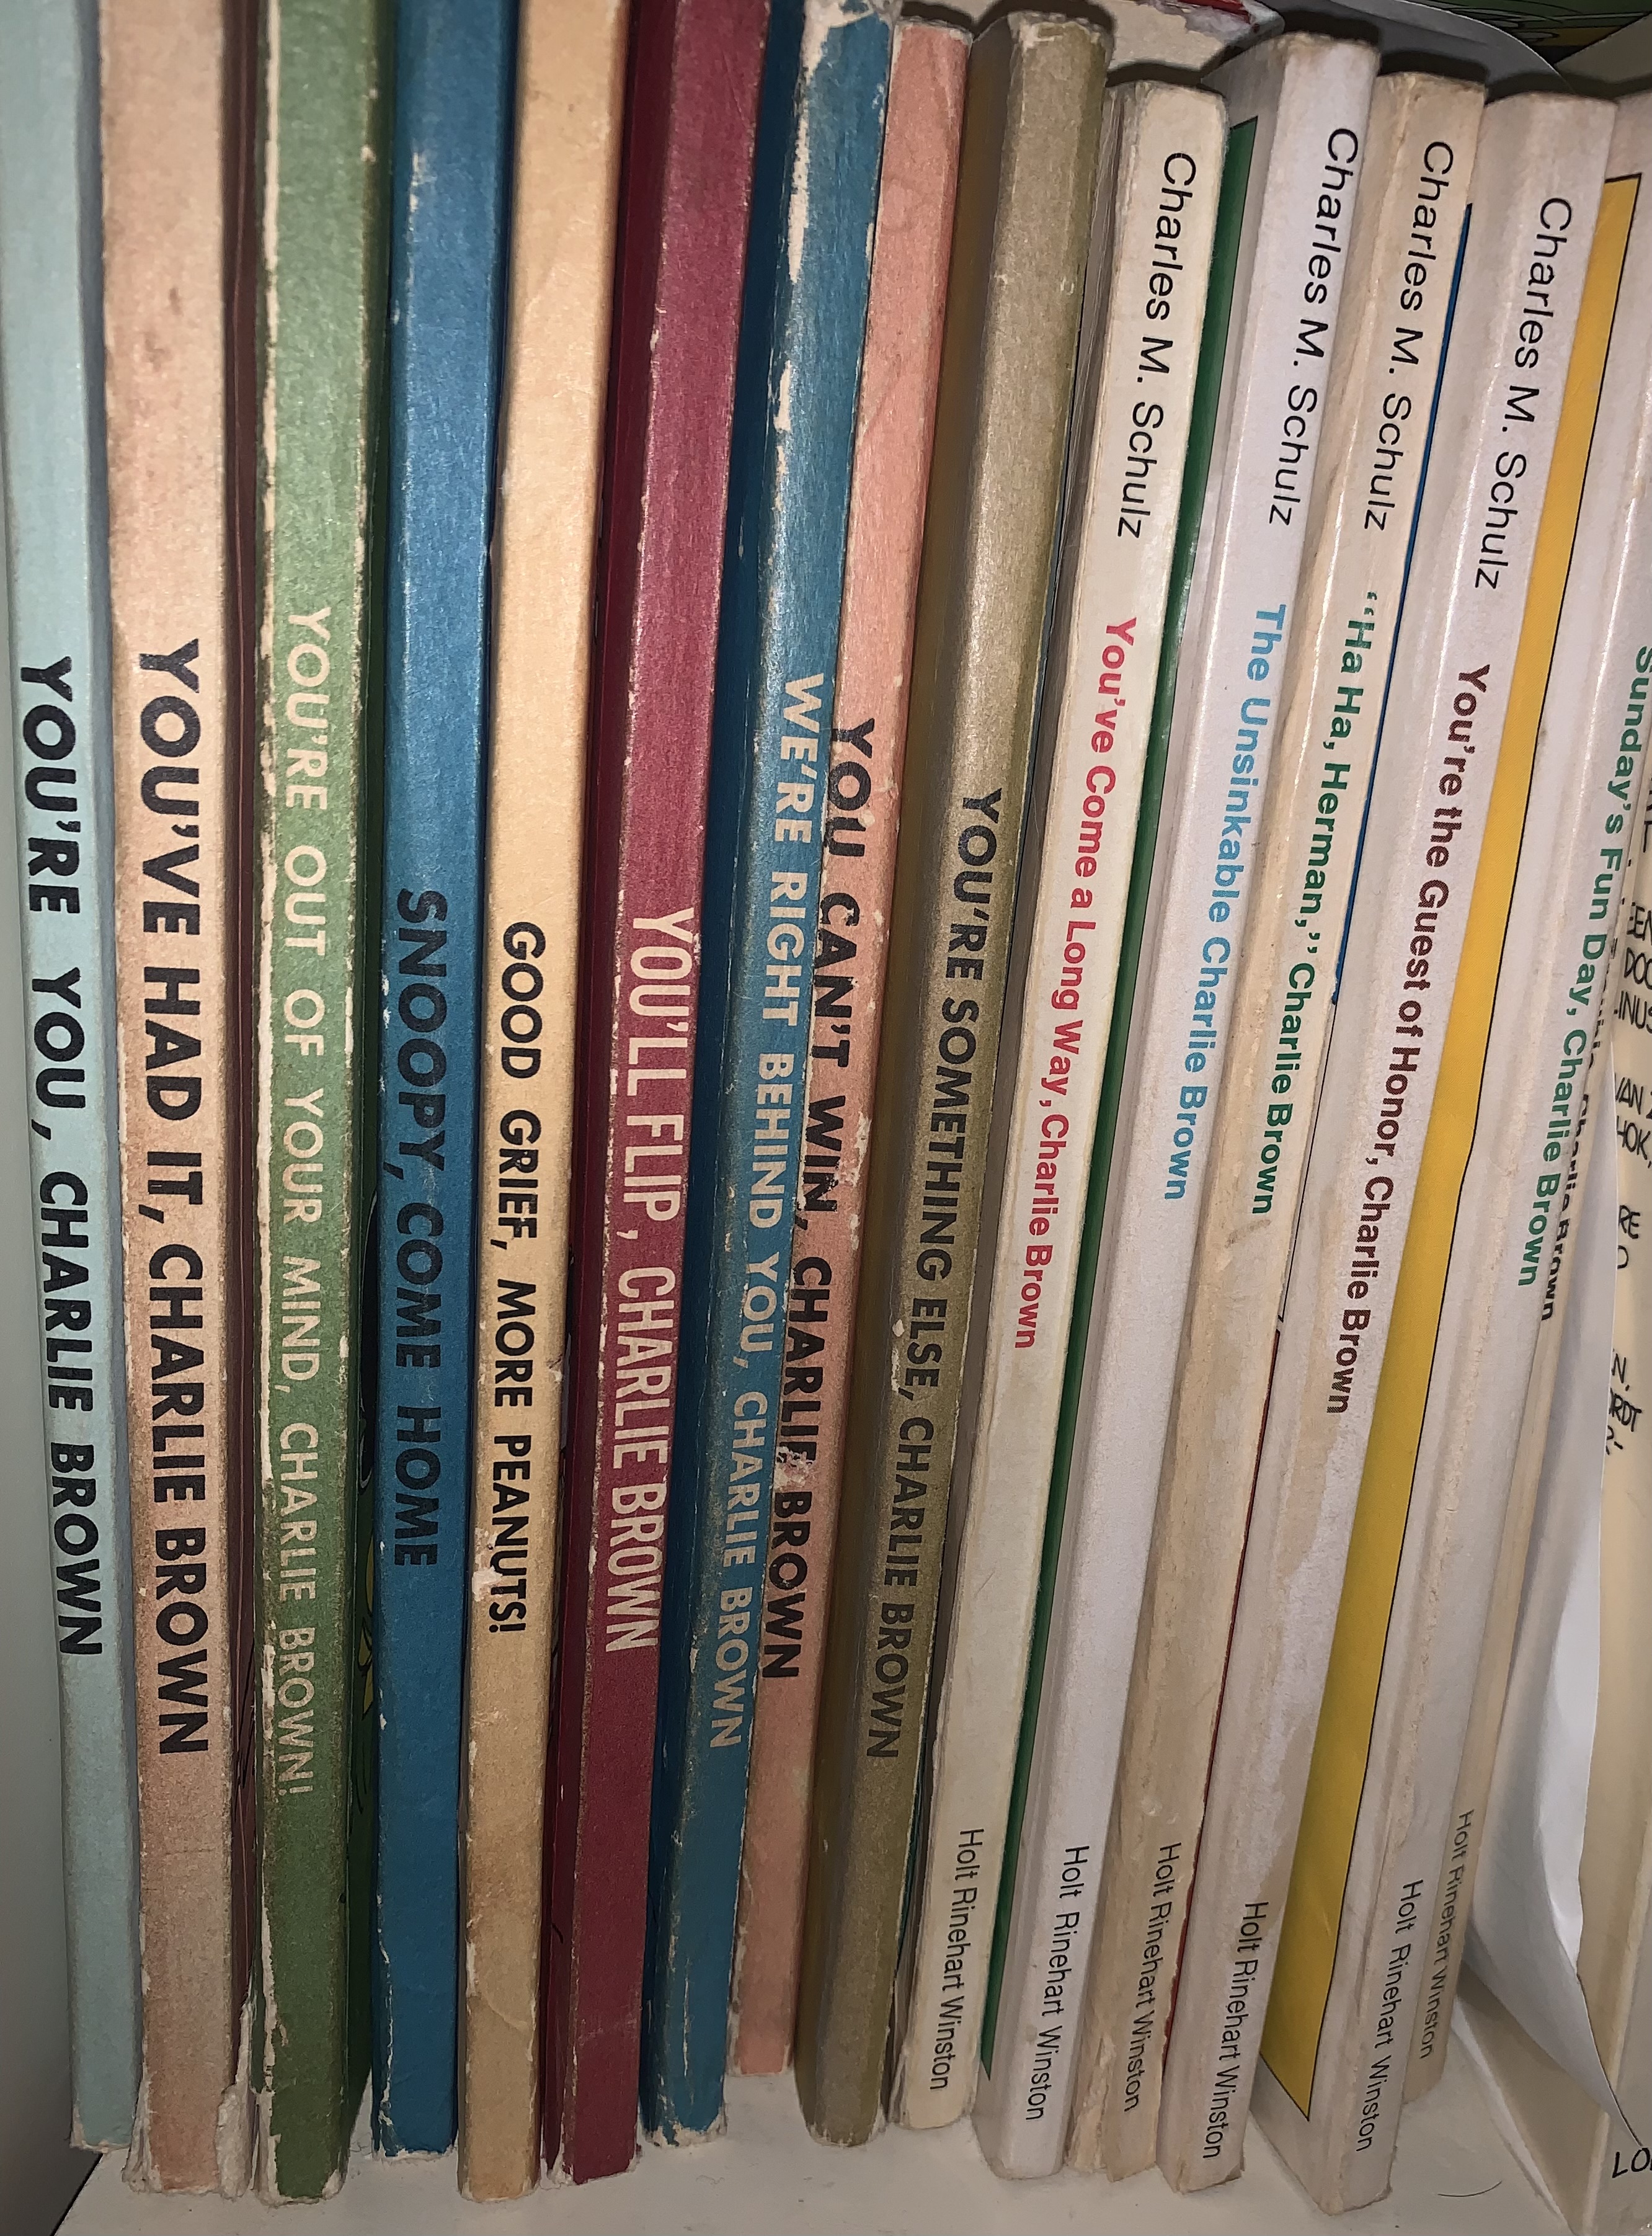 YOU'RE YOU, CHARLIE BROWN
YOU'VE HAD IT, CHARLIE BROWN
YOU'RE OUT OF YOUR MIND, CHARLIE BROWN!
SNOOPY, COME HOME
GOOD GRIEF, MORE PEANUTS!
YOU'LL FLIP, CHARLIE BROWN
WE'RE RIGHT BEHIND YOU, CHARLIE BROWN
YOU CAN'T WIN, CHARLIE BROWN
YOU'RE SOMETHING ELSE, CHARLIE BROWN
Charles M. Schulz You've Come a Long Way, Charlie Brown Holt Rinehart Winston
Charles M. Schulz The Unsinkable Charlie Brown Holt Rinehart Winston
Charles M. Schulz “Ha Ha, Herman,” Charlie Brown Holt Rinehart Winston
Charles M. Schulz You're the Guest of Honor, Charlie Brown Holt Rinehart Winston
Sunday's Fun Day, Charlie Brown Holt Rinehart Winston
Charlie Brown Holt Rinehart Winston